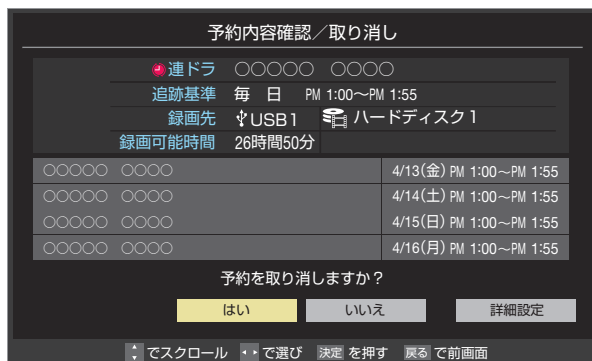 予約内容確認／取り消し
連ドラ ○○○○○ ○○○○
追跡基準 毎 日 PM 1:00～PM 1:55
録画先 USB1 ハードディスク1
録画可能時間 26時間50分
○○○○○ ○○○○ 4/13(金) PM 1:00～PM 1:55
○○○○○ ○○○○ 4/14(土) PM 1:00～PM 1:55
○○○○○ ○○○○ 4/15(日) PM 1:00～PM 1:55
○○○○○ ○○○○ 4/16(月) PM 1:00～PM 1:55
予約を取り消しますか？
はい いいえ 詳細設定
でスクロール で選び 決定 を押す 戻る で前画面